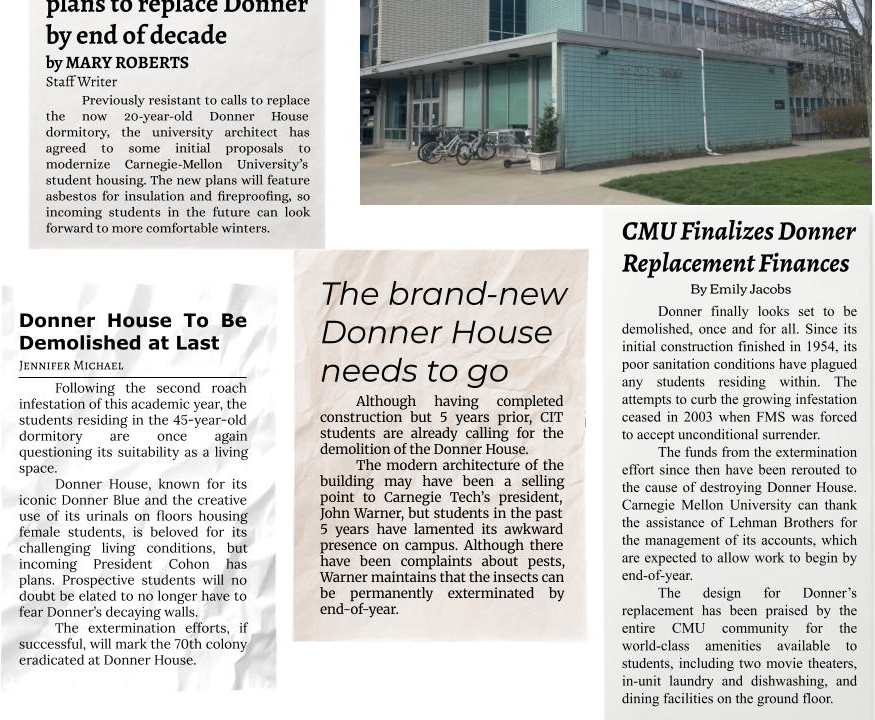 plans to replace Donner
by end of decade
by MARY ROBERTS
Staff Writer
Previously resistant to calls to replace
the now 20-year-old Donner House
dormitory, the university architect has
agreed to some initial proposals to
modernize Carnegie-Mellon University's
student housing. The new plans will feature
asbestos for insulation and fireproofing, so
incoming students in the future can look
forward to more comfortable winters.
Donner House To Be
Demolished at Last
JENNIFER MICHAEL
Following the second roach
infestation of this academic year, the
students residing in the 45-year-old
dormitory are once again
questioning its suitability as a living
space.
Donner House, known for its
iconic Donner Blue and the creative
use of its urinals on floors housing
female students, is beloved for its
challenging living conditions, but
incoming President Cohon has
plans. Prospective students will no
doubt be elated to no longer have to
fear Donner's decaying walls.
The extermination efforts, if
successful, will mark the 70th colony
eradicated at Donner House.
The brand-new
Donner House
needs to go
Although having completed
construction but 5 years prior, CIT
students are already calling for the
demolition of the Donner House.
The modern architecture of the
building may have been a selling
point to Carnegie Tech's president,
John Warner, but students in the past
5 years have lamented its awkward
presence on campus. Although there
have been complaints about pests,
Warner maintains that the insects can
be permanently exterminated by
end-of-year.
CMU Finalizes Donner
Replacement Finances
By Emily Jacobs
Donner finally looks set to be
demolished, once and for all. Since its
initial construction finished in 1954, its
poor sanitation conditions have plagued
any students residing within. The
attempts to curb the growing infestation
ceased in 2003 when FMS was forced
to accept unconditional surrender.
The funds from the extermination
effort since then have been rerouted to
the cause of destroying Donner House.
Carnegie Mellon University can thank
the assistance of Lehman Brothers for
the management of its accounts, which
are expected to allow work to begin by
end-of-year.
The design for Donner's
replacement has been praised by the
entire CMU community for the
world-class amenities available to
students, including two movie theaters,
in-unit laundry and dishwashing, and
dining facilities on the ground floor.